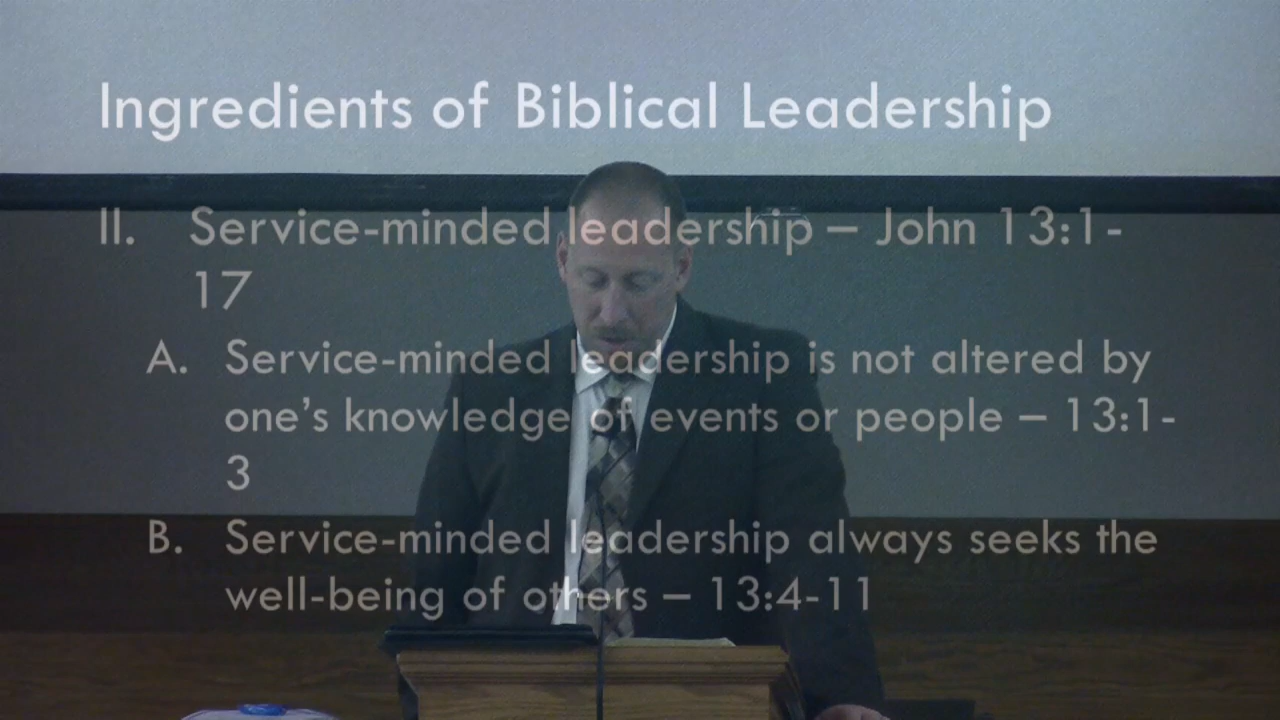 Ingredients of Biblical Leadership
II. Service-minded leadership – John 13:1-
17
A. Service-minded leadership is not altered by
one’s knowledge of events or people – 13:1-
3
B. Service-minded leadership always seeks the
well-being of others – 13:4-11